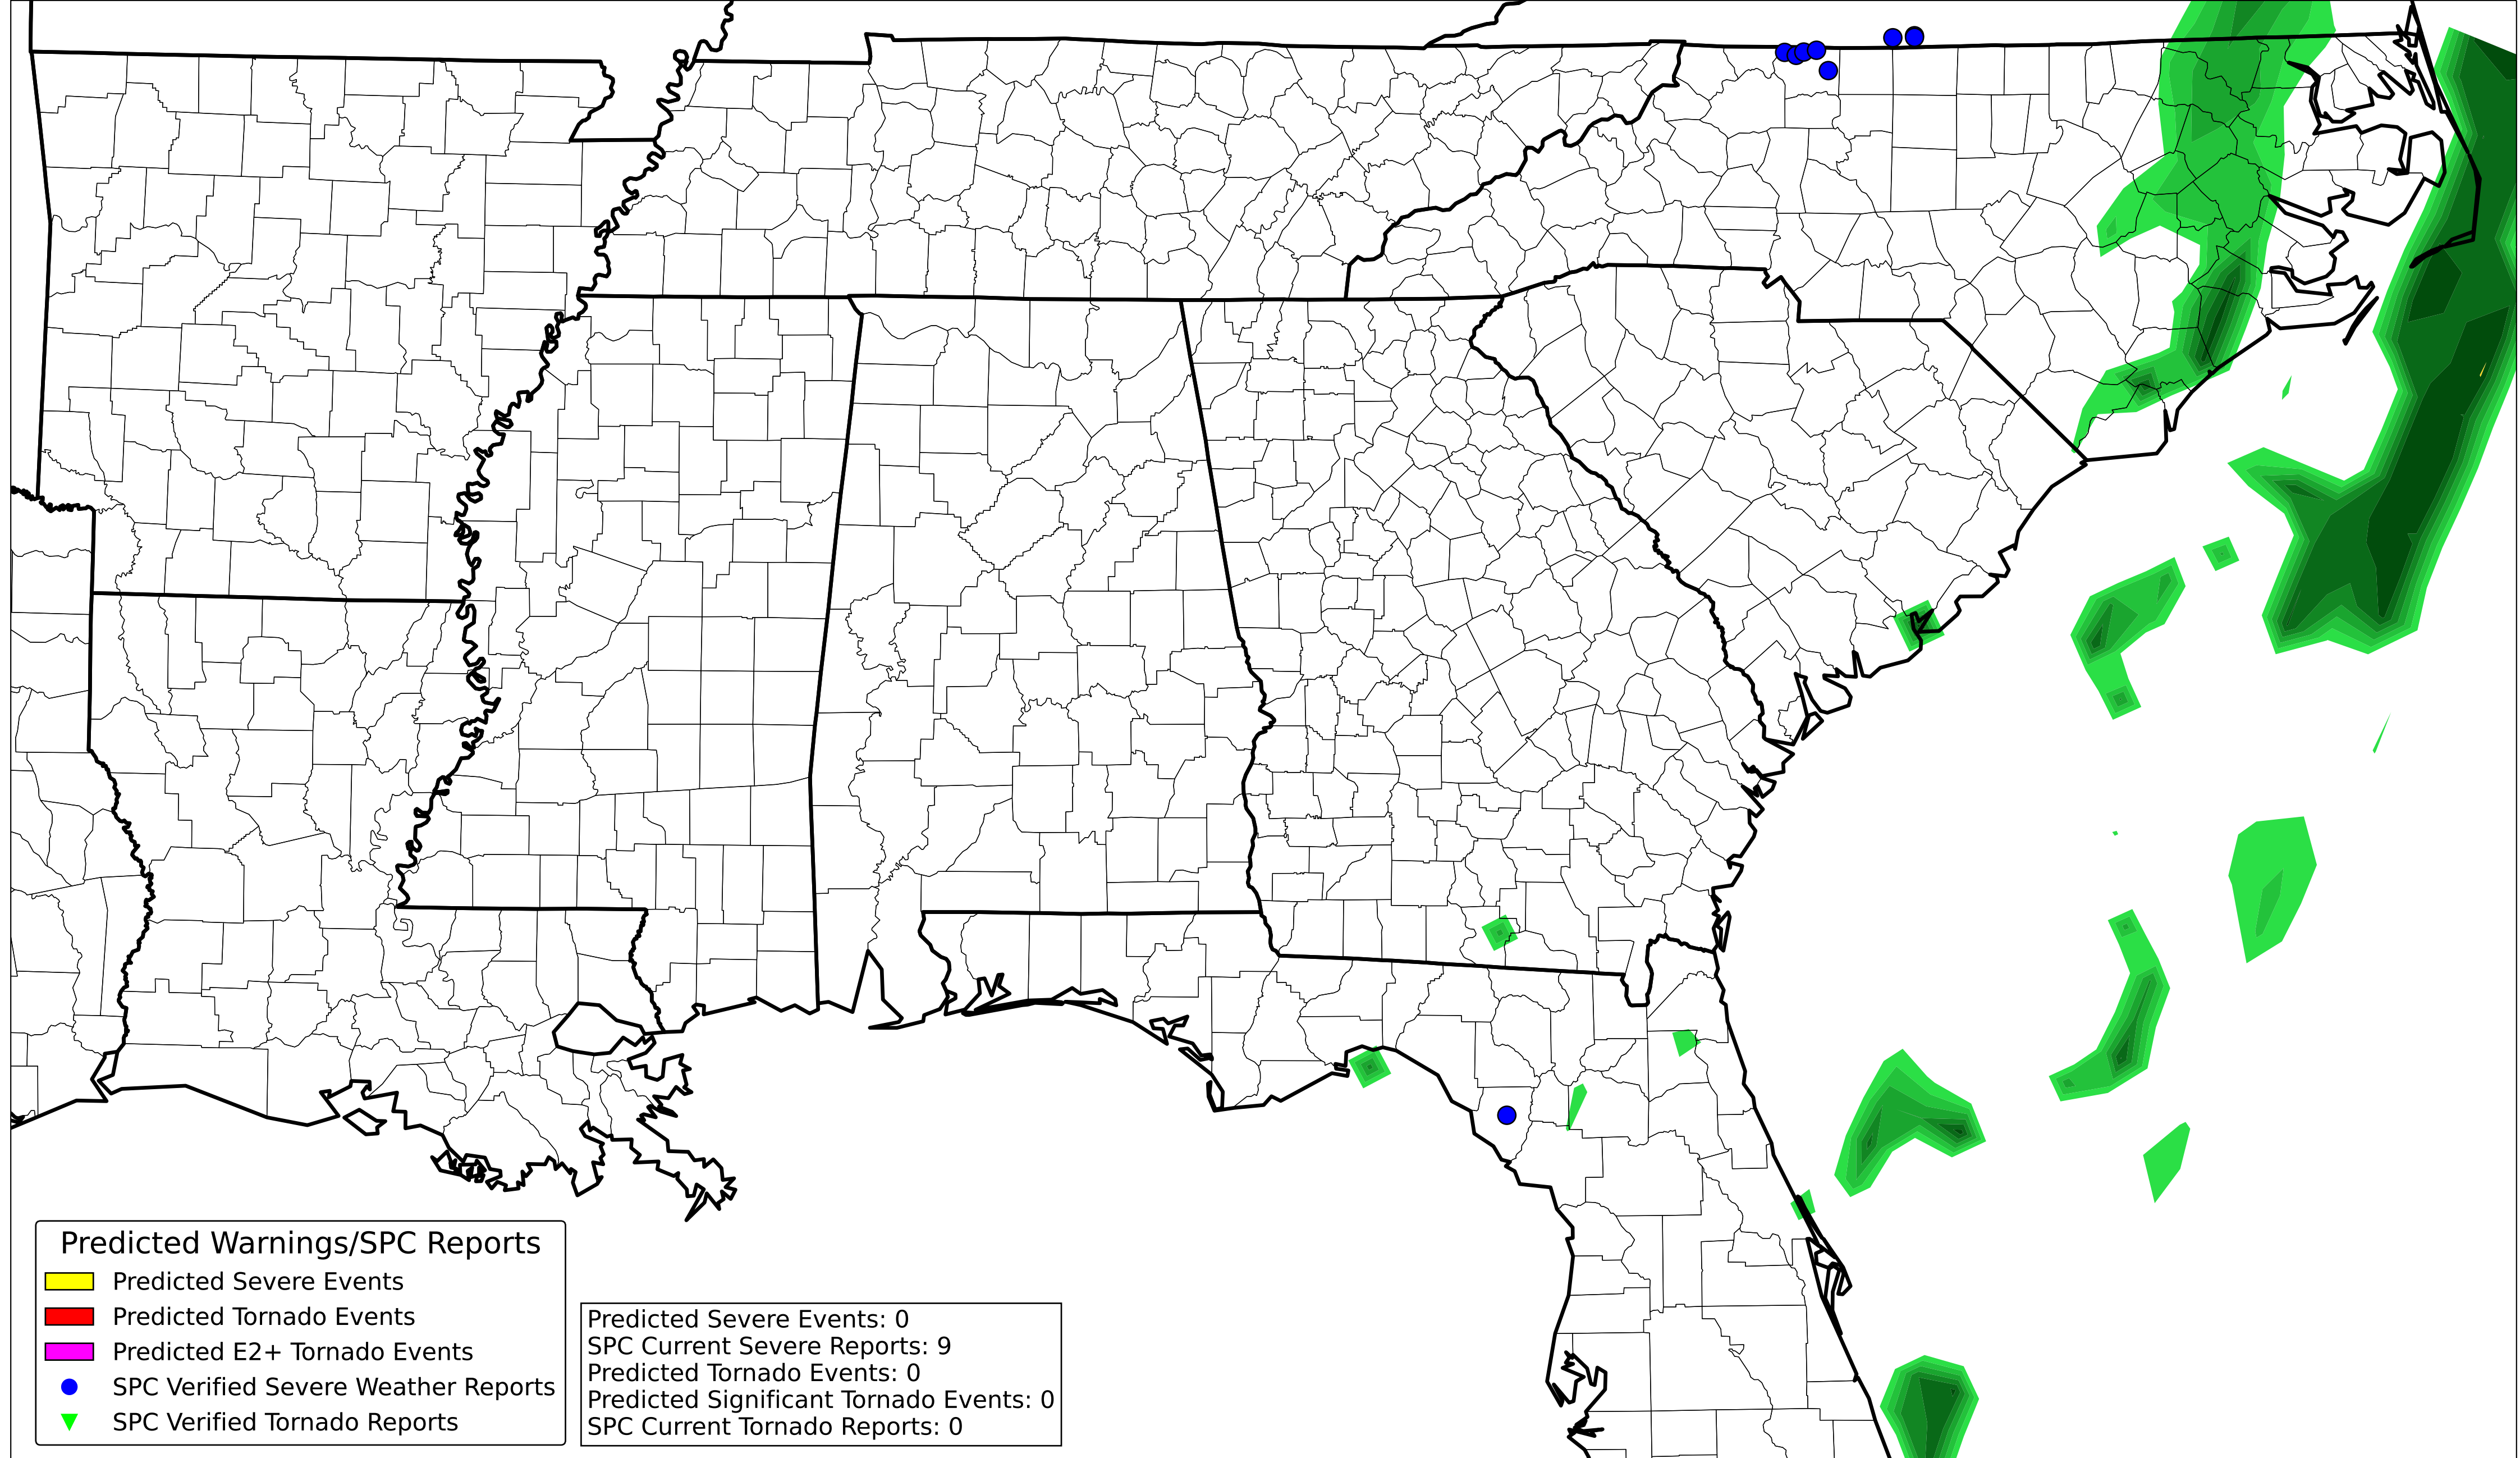 Predicted Warnings/SPC Reports
Predicted Severe Events
Predicted Tornado Events
Predicted E2+ Tornado Events
SPC Verified Severe Weather Reports
SPC Verified Tornado Reports
Predicted Severe Events: 0
SPC Current Severe Reports: 9
Predicted Tornado Events: 0
Predicted Significant Tornado Events: 0
SPC Current Tornado Reports: 0